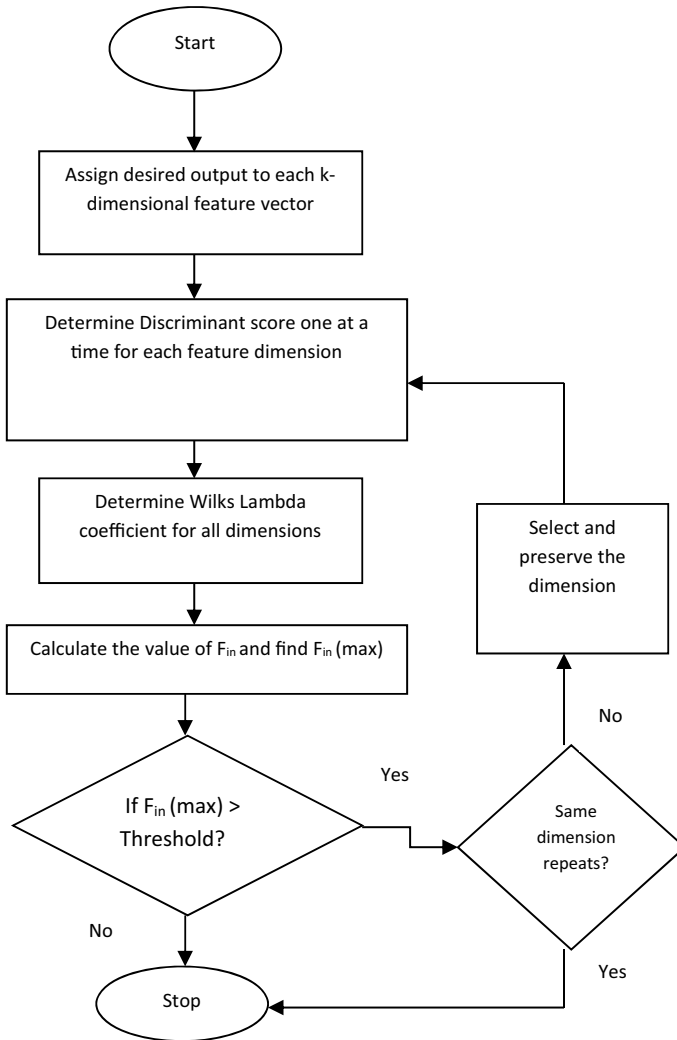 Start
Assign desired output to each k-
dimensional feature vector
Determine Discriminant score one at a
time for each feature dimension
Determine Wilks Lambda
coefficient for all dimensions
Select and
preserve the
dimension
Calculate the value of Fin and find Fin (max)
No
Yes
If Fin (max) >
Threshold?
Same
dimension
repeats?
No
Yes
Stop